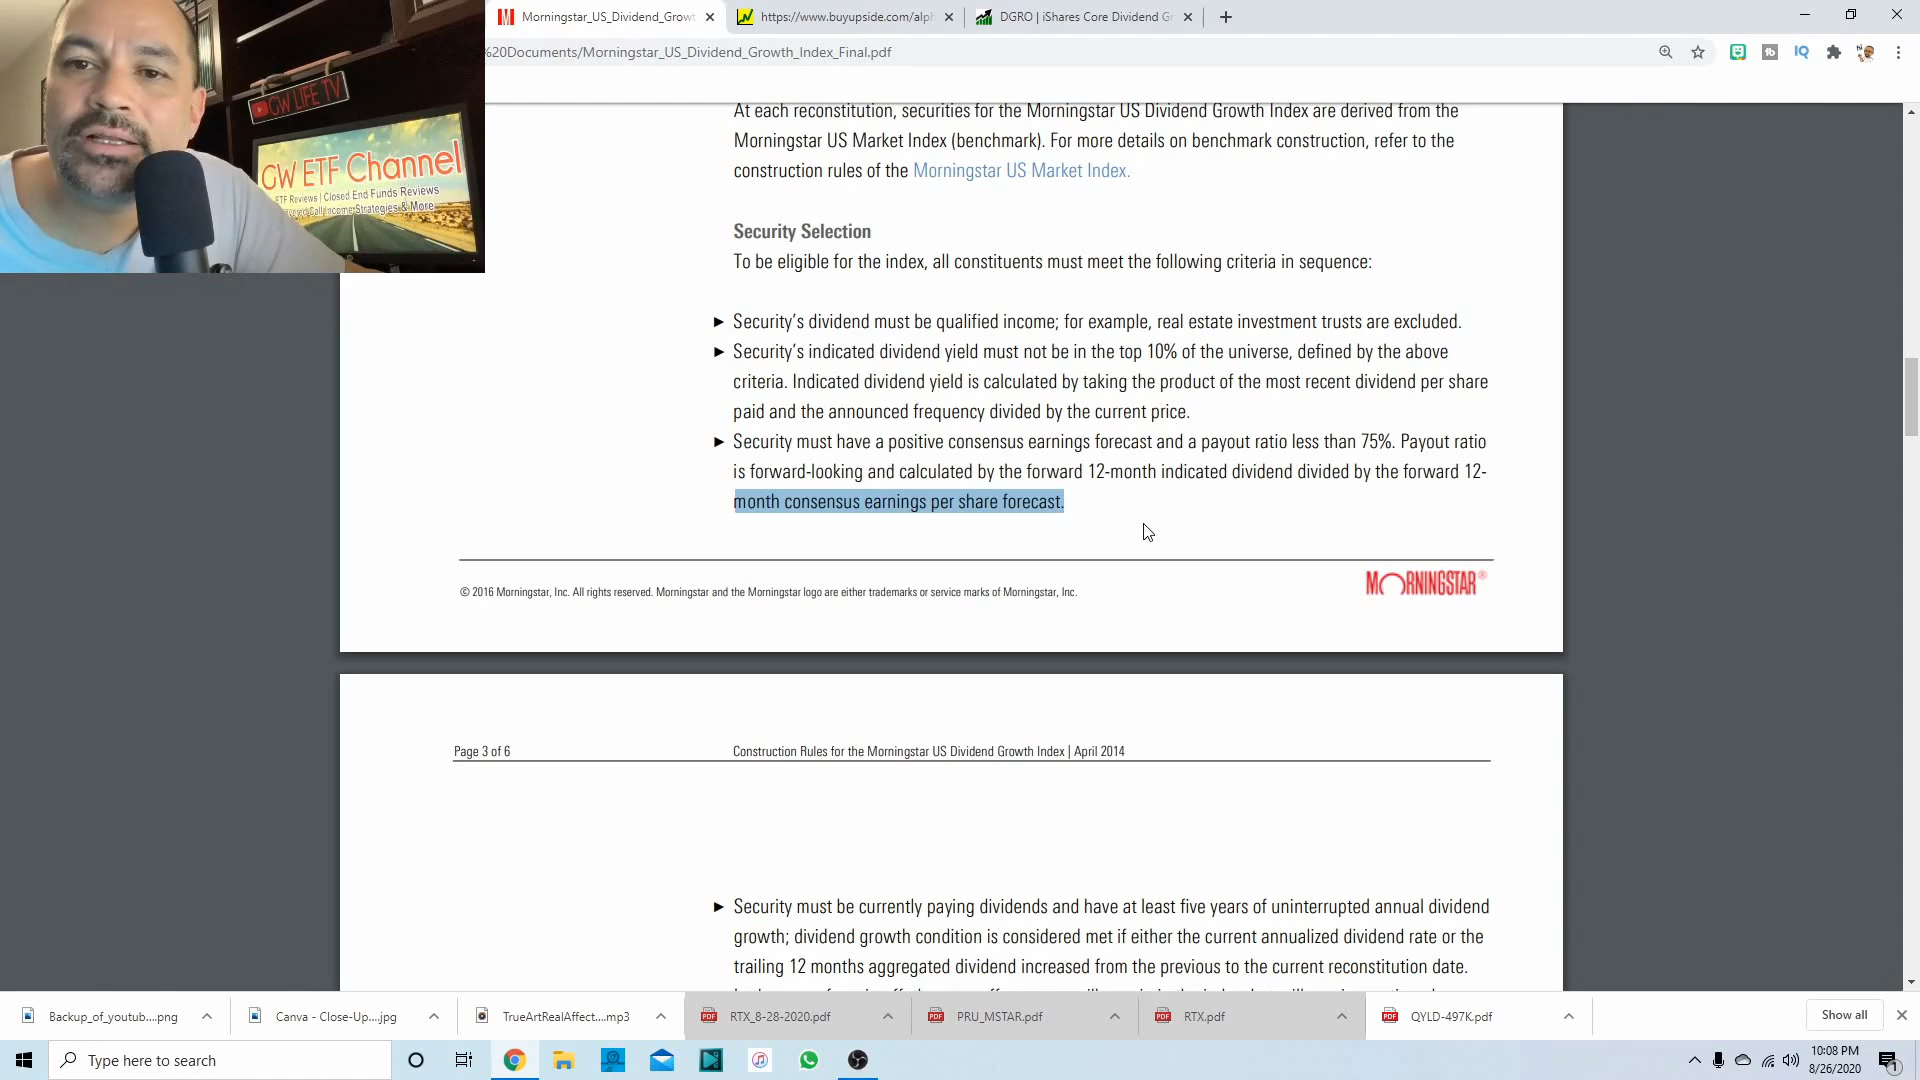 Morningstar_US_Dividend_Growt
https://www.buyupside.com/alph
DGRO | iShares Core Dividend Gr
%20Documents/Morningstar_US_Dividend_Growth_Index_Final.pdf
GW LIFE TV
GW ETF Channel
ETF Reviews | Closed End Funds Reviews
Call Income Strategies & More
At each reconstitution, securities for the Morningstar US Dividend Growth Index are derived from the
Morningstar US Market Index (benchmark). For more details on benchmark construction, refer to the
construction rules of the Morningstar US Market Index.
Security Selection
To be eligible for the index, all constituents must meet the following criteria in sequence:
► Security's dividend must be qualified income; for example, real estate investment trusts are excluded.
► Security's indicated dividend yield must not be in the top 10% of the universe, defined by the above
criteria. Indicated dividend yield is calculated by taking the product of the most recent dividend per share
paid and the announced frequency divided by the current price.
► Security must have a positive consensus earnings forecast and a payout ratio less than 75%. Payout ratio
is forward-looking and calculated by the forward 12-month indicated dividend divided by the forward 12-
month consensus earnings per share forecast.
© 2016 Morningstar, Inc. All rights reserved. Morningstar and the Morningstar logo are either trademarks or service marks of Morningstar, Inc.
MORNINGSTAR®
Page 3 of 6
Construction Rules for the Morningstar US Dividend Growth Index | April 2014
► Security must be currently paying dividends and have at least five years of uninterrupted annual dividend
growth; dividend growth condition is considered met if either the current annualized dividend rate or the
trailing 12 months aggregated dividend increased from the previous to the current reconstitution date.
Backup_of_youtub....png
Canva - Close-Up....jpg
TrueArtRealAffect....mp3
RTX_8-28-2020.pdf
PRU_MSTAR.pdf
RTX.pdf
QYLD-497K.pdf
Show all
Type here to search
10:08 PM
8/26/2020